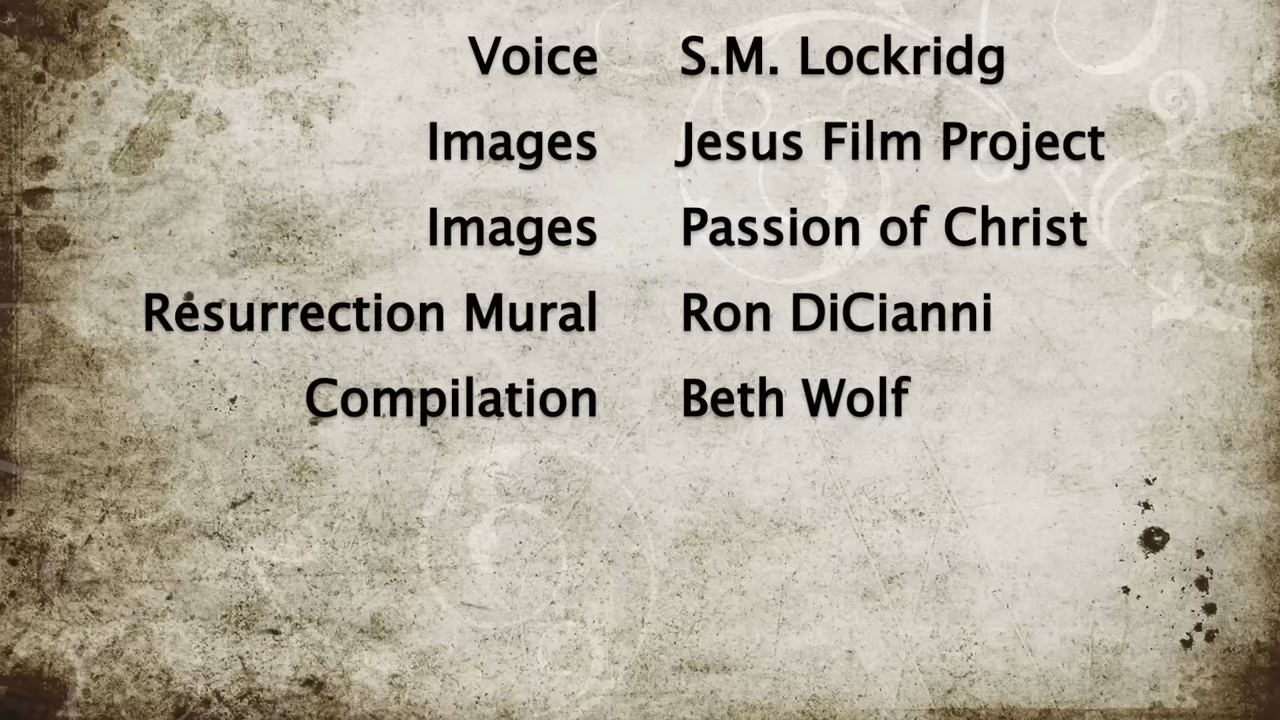 Voice S.M. Lockridg
Images Jesus Film Project
Images Passion of Christ
Resurrection Mural Ron DiCianni
Compilation Beth Wolf